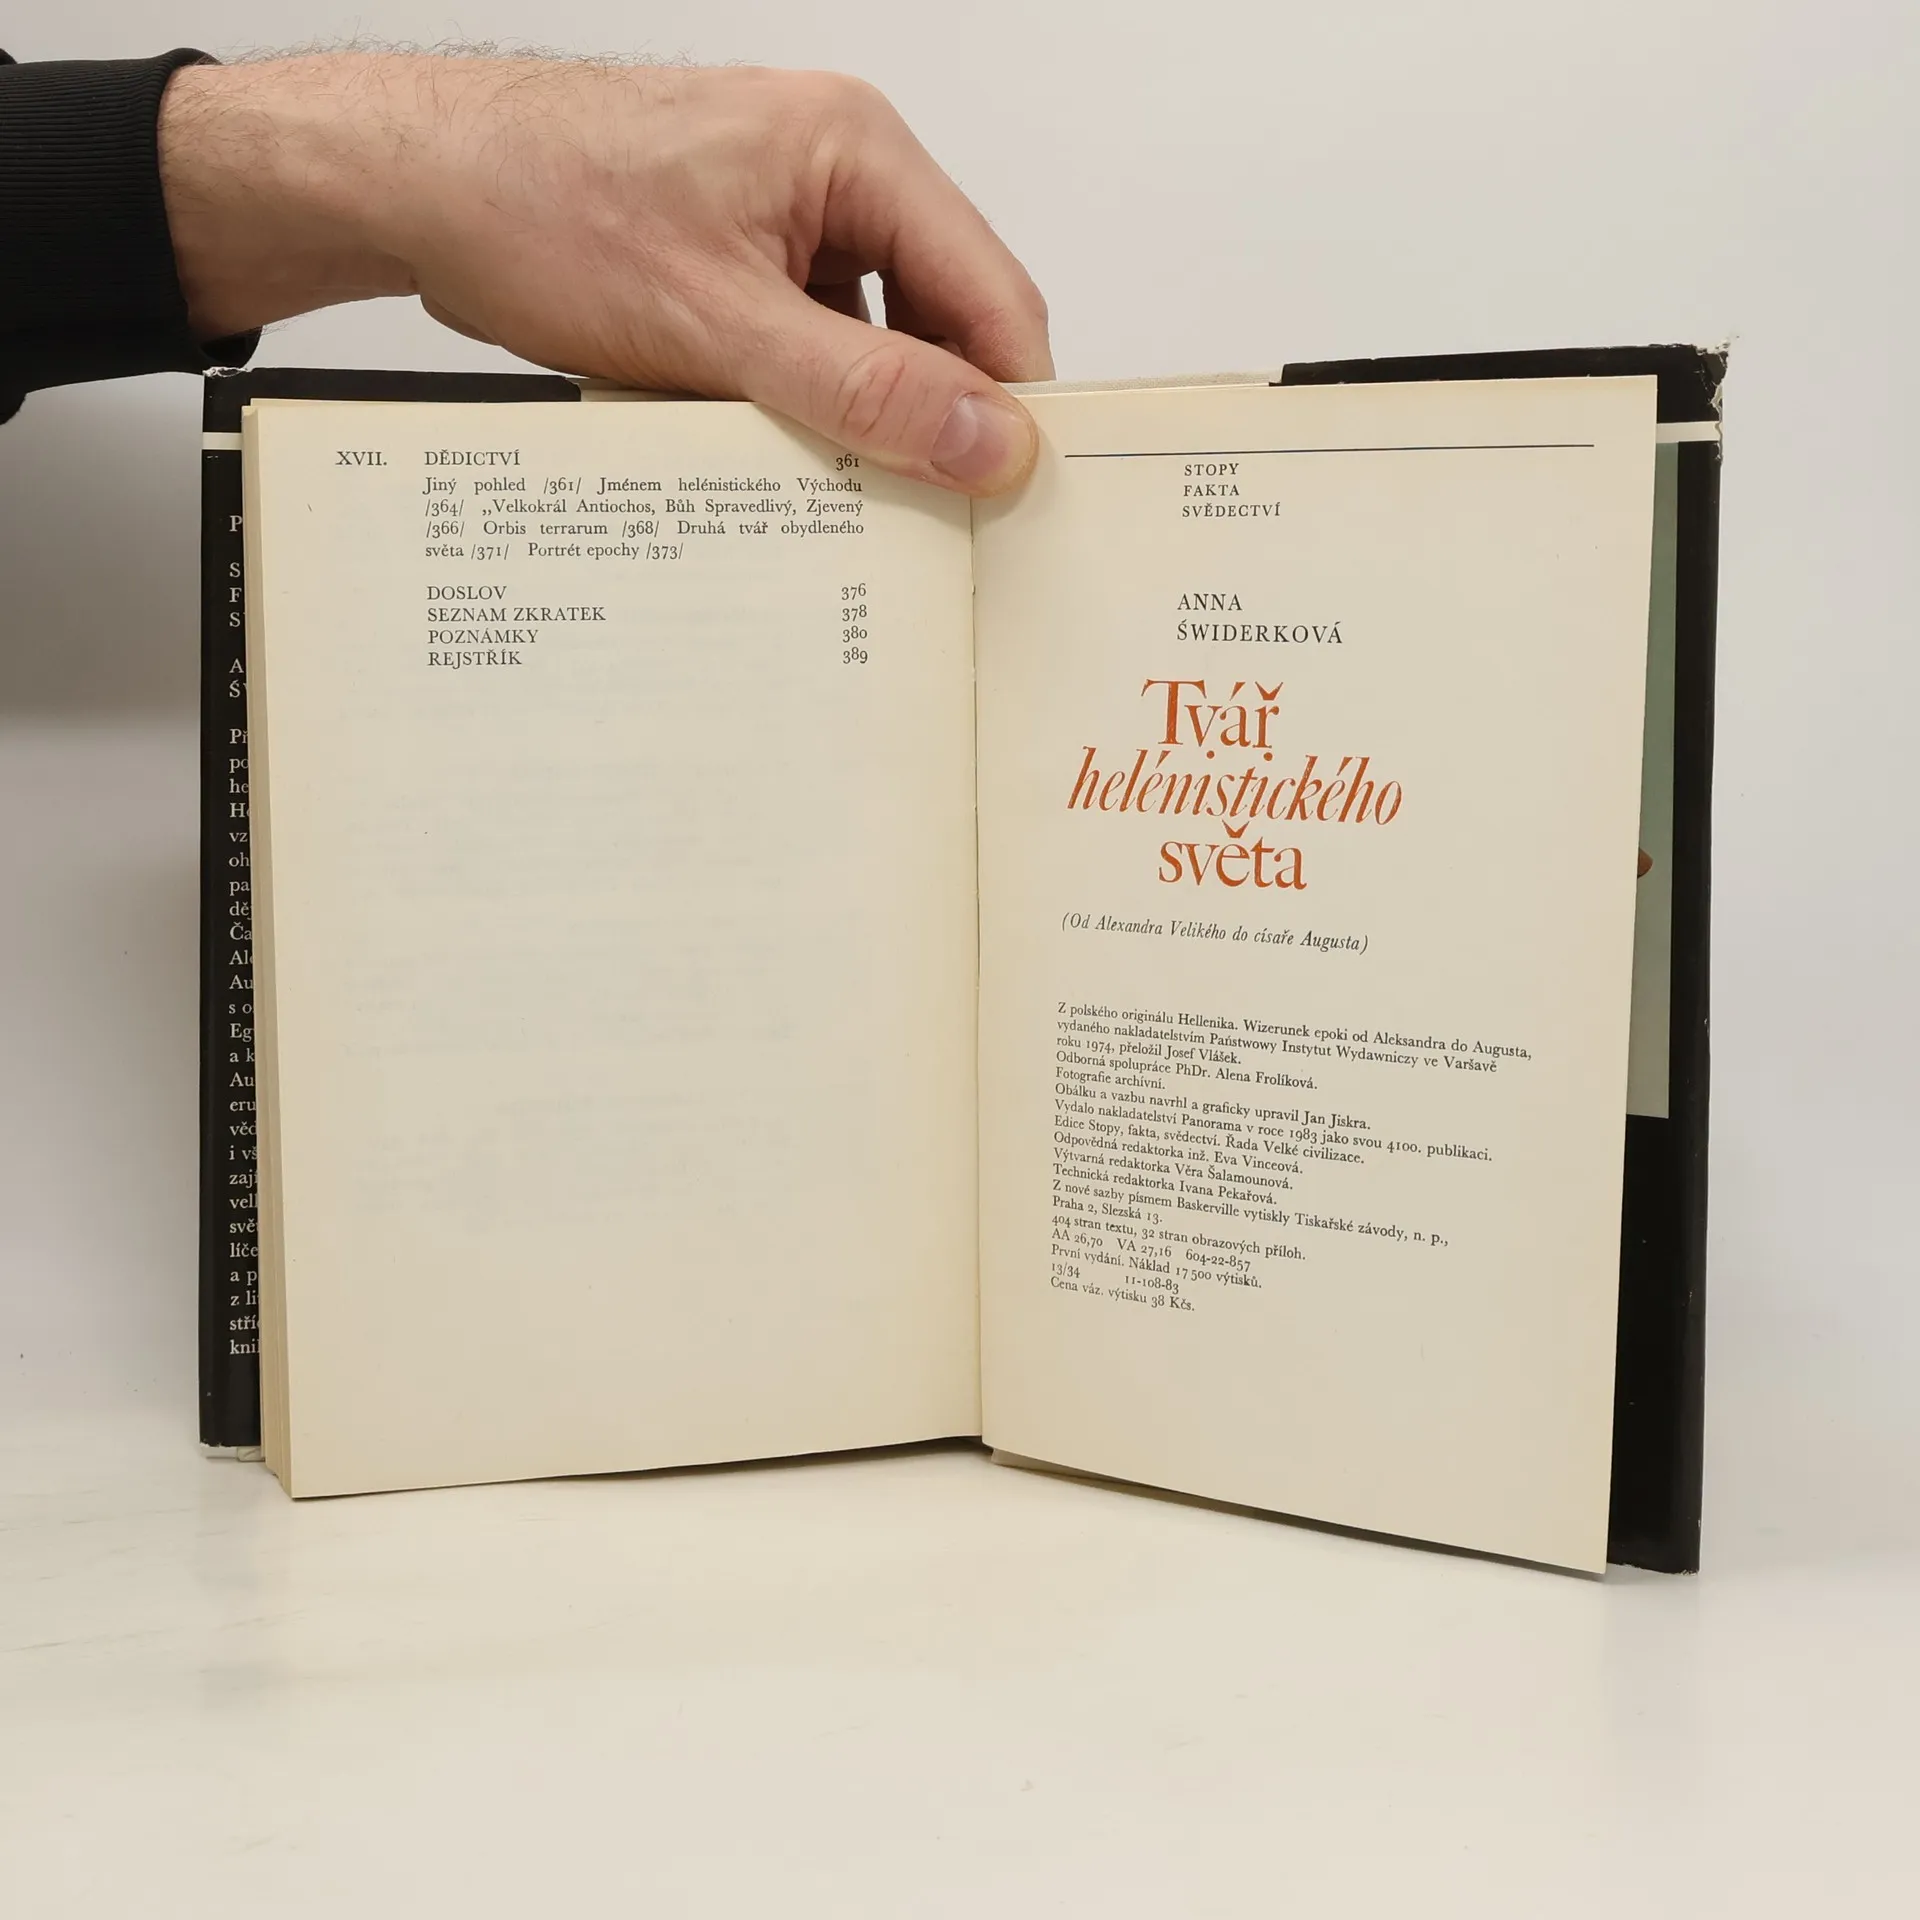 XVII. DĚDICTVÍ 361
Jiný pohled /361/ Jménem helénistického Východu
/364/ „Velkokrál Antiochos, Bůh Spravedlivý, Zjevený
/366/ Orbis terrarum /368/ Druhá tvář obydleného
světa /371/ Portrét epochy /373/
DOSLOV 376
SEZNAM ZKRATEK 378
POZNÁMKY 380
REJSTŘÍK 389
STOPY
FAKTA
SVĚDECTVÍ
ANNA
ŚWIDERKOVÁ
Tvář
helénistického
světa
(Od Alexandra Velikého do císaře Augusta)
Z polského originálu Hellenika. Wizerunek epoki od Aleksandra do Augusta,
vydaného nakladatelstvím Państwowy Instytut Wydawniczy ve Varšavě
roku 1974, přeložil Josef Vlášek.
Odborná spolupráce PhDr. Alena Frolíková.
Fotografie archívní.
Obálku a vazbu navrhl a graficky upravil Jan Jiskra.
Vydalo nakladatelství Panorama v roce 1983 jako svou 4100. publikaci.
Edice Stopy, fakta, svědectví. Řada Velké civilizace.
Odpovědná redaktorka inž. Eva Vinceová.
Výtvarná redaktorka Věra Šalamounová.
Technická redaktorka Ivana Pekařová.
Z nové sazby písmem Baskerville vytiskly Tiskařské závody, n. p.,
Praha 2, Slezská 13.
404 stran textu, 32 stran obrazových příloh.
AA 26,70 VA 27,16 604-22-857
První vydání. Náklad 17 500 výtisků.
13/34 11-108-83
Cena váz. výtisku 38 Kčs.